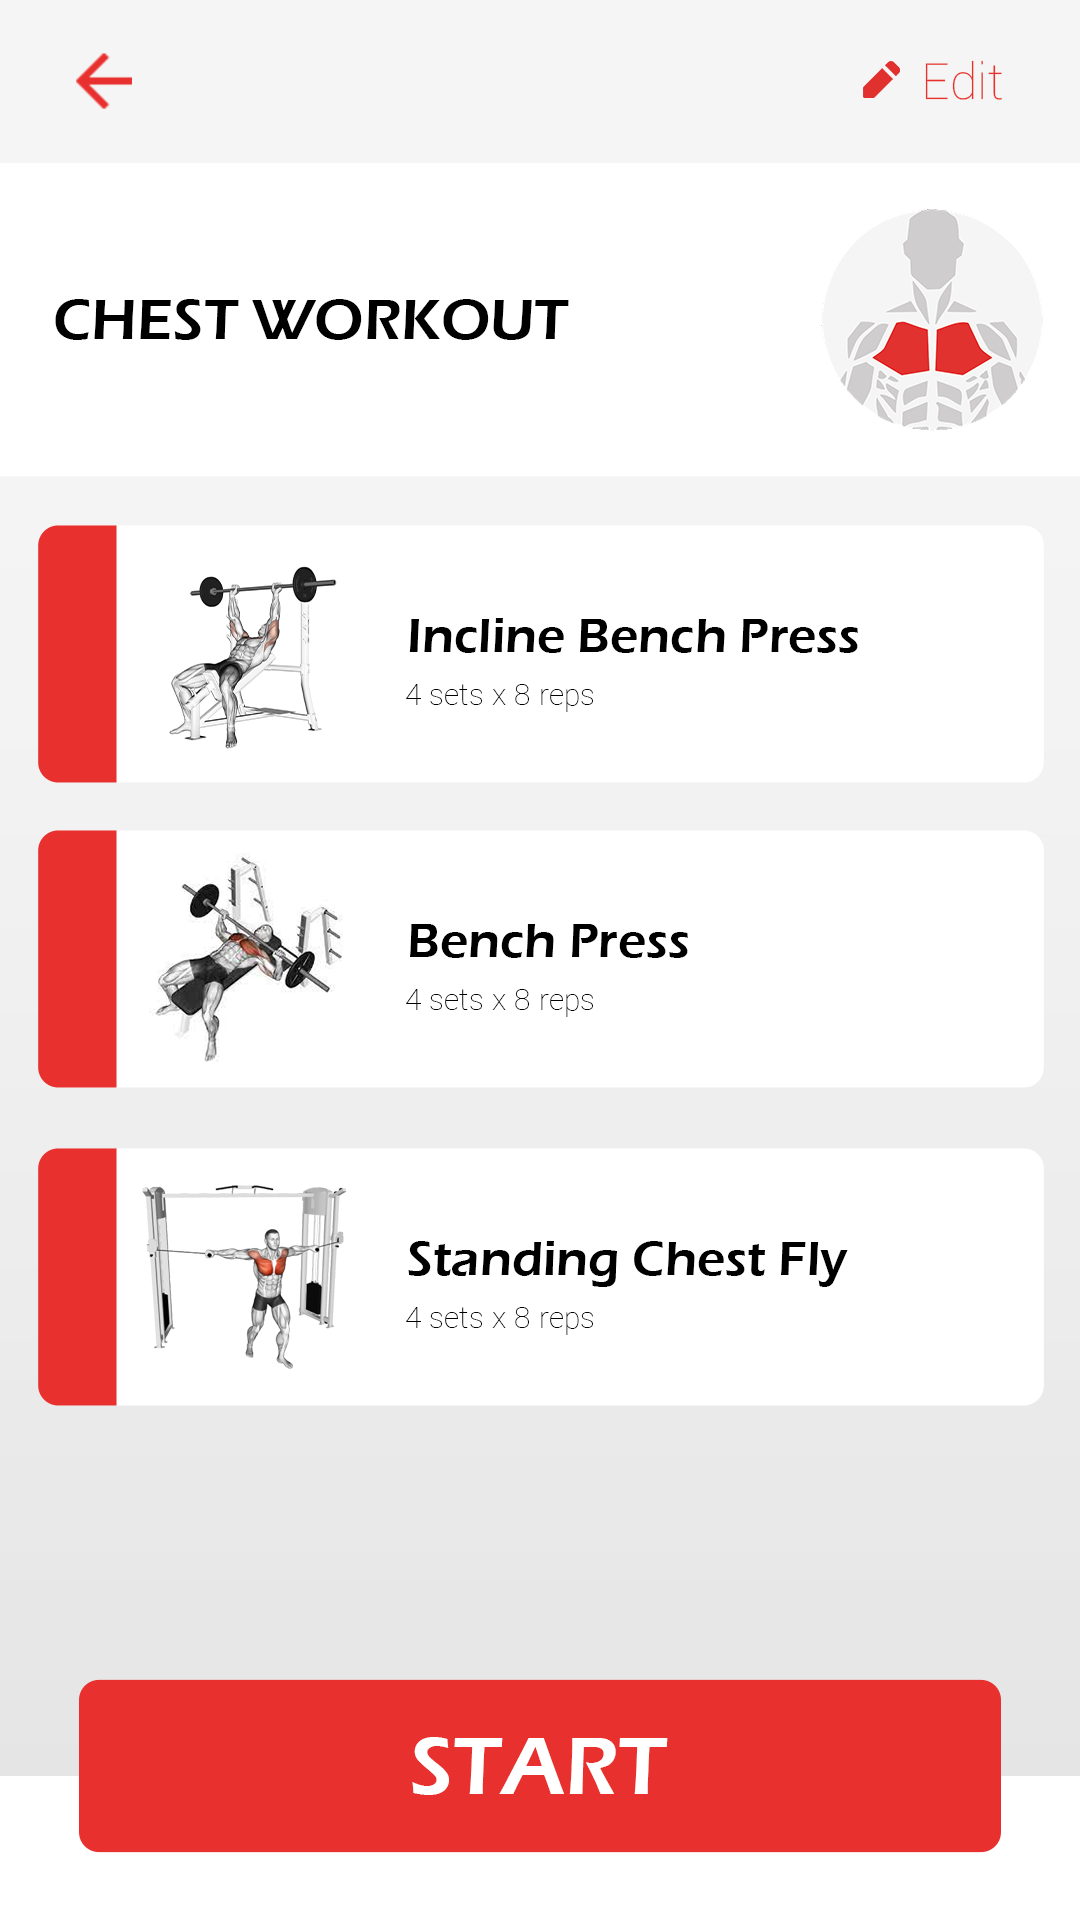 Edit
CHEST WORKOUT
Incline Bench Press
4 sets x 8 reps
Bench Press
4 sets x 8 reps
Standing Chest Fly
4 sets x 8 reps
START